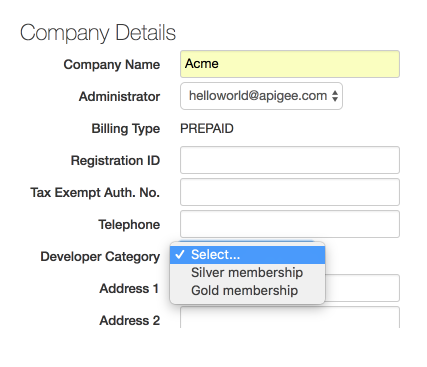 Company Details
Company Name Acme
Administrator helloworld@apigee.com
Billing Type PREPAID
Registration ID
Tax Exempt Auth. No.
Telephone
Developer Category ✓ Select...
Silver membership
Address 1 Gold membership
Address 2